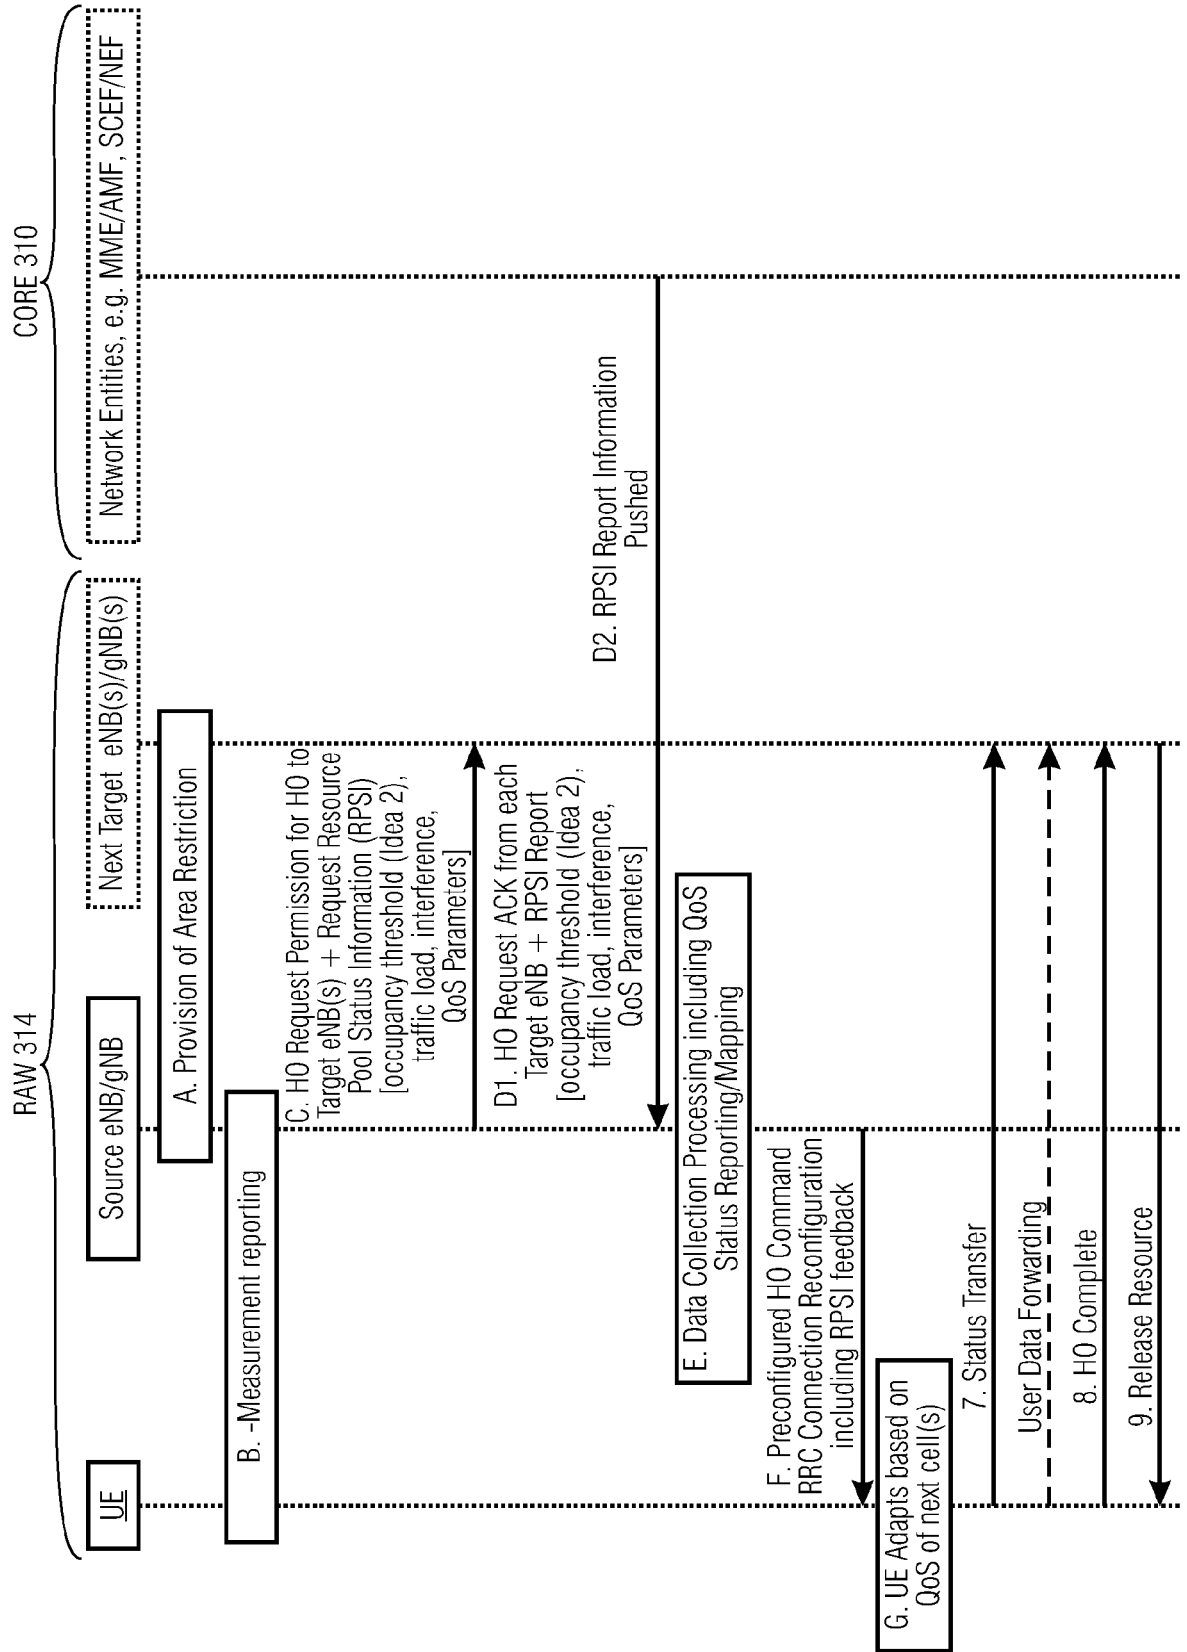 RAW 314
CORE 310
UE
Source eNB/gNB
Next Target eNB(s)/gNB(s)
Network Entities, e.g. MME/AMF, SCEF/NEF
A. Provision of Area Restriction
B. -Measurement reporting
C. HO Request Permission for HO to
Target eNB(s) + Request Resource
Pool Status Information (RPSI)
[occupancy threshold (Idea 2),
traffic load, interference,
QoS Parameters]
D1. HO Request ACK from each
Target eNB + RPSI Report
[occupancy threshold (Idea 2),
traffic load, interference,
QoS Parameters]
D2. RPSI Report Information
Pushed
E. Data Collection Processing including QoS
Status Reporting/Mapping
F. Preconfigured HO Command
RRC Connection Reconfiguration
including RPSI feedback
G. UE Adapts based on
QoS of next cell(s)
7. Status Transfer
User Data Forwarding
8. HO Complete
9. Release Resource